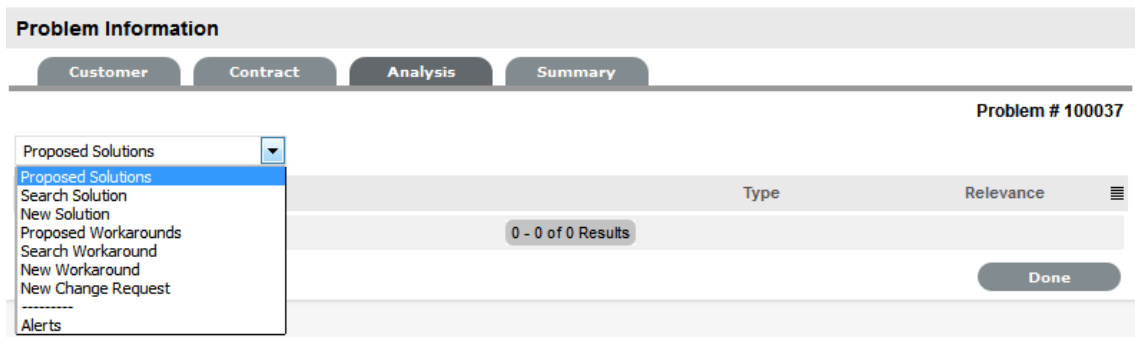 Problem Information
Customer Contract Analysis Summary
Problem # 100037
Proposed Solutions
Proposed Solutions
Search Solution
New Solution
Proposed Workarounds
Search Workaround
New Workaround
New Change Request
---------
Alerts
Type Relevance
0 - 0 of 0 Results
Done